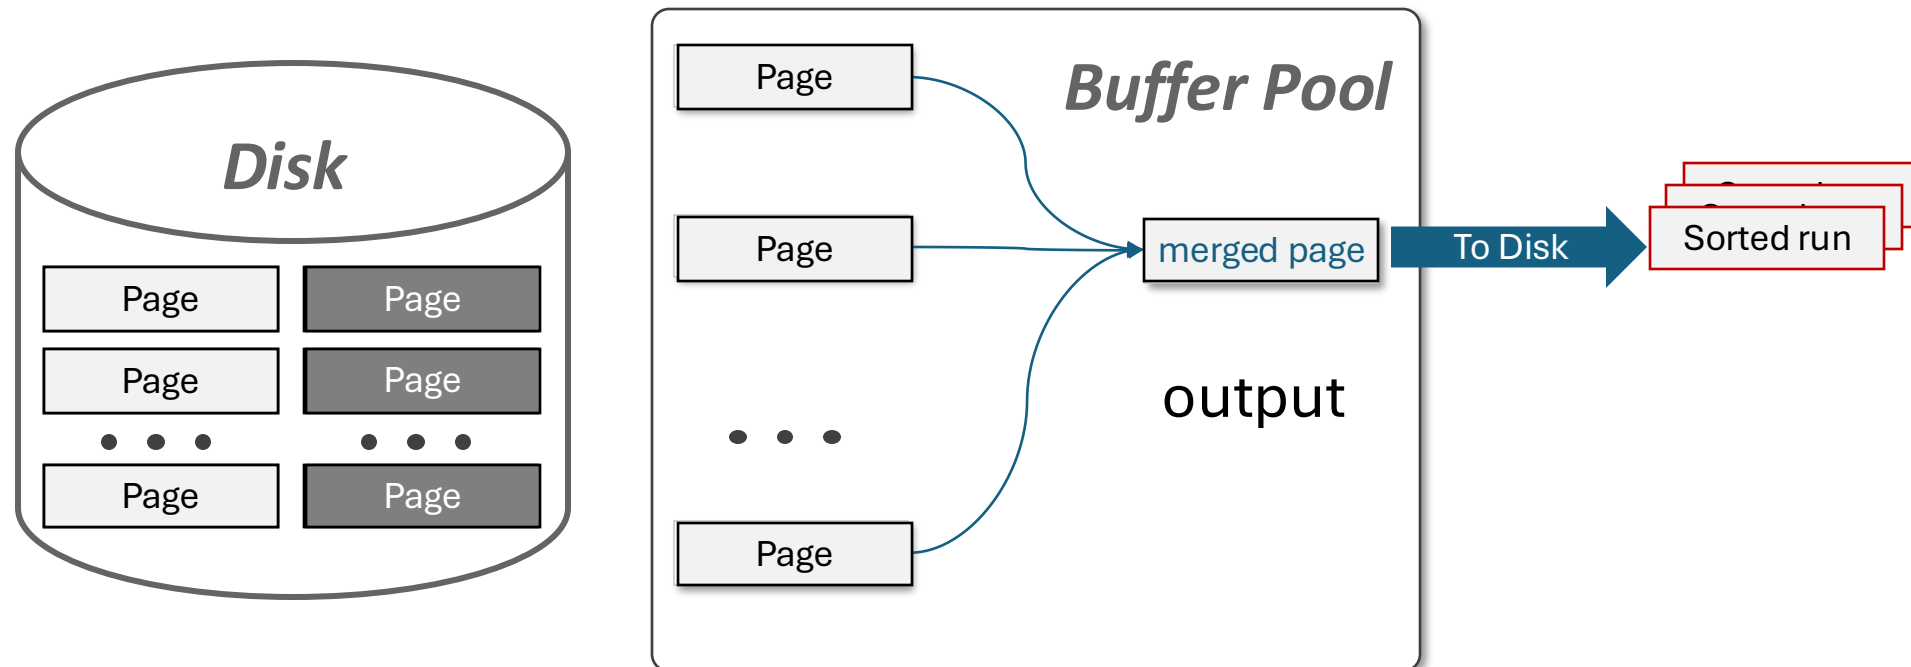 Disk
Page
Page
Page
Page
Page
Page
Buffer Pool
Page
Page
Page
merged page
output
To Disk
Sorted run